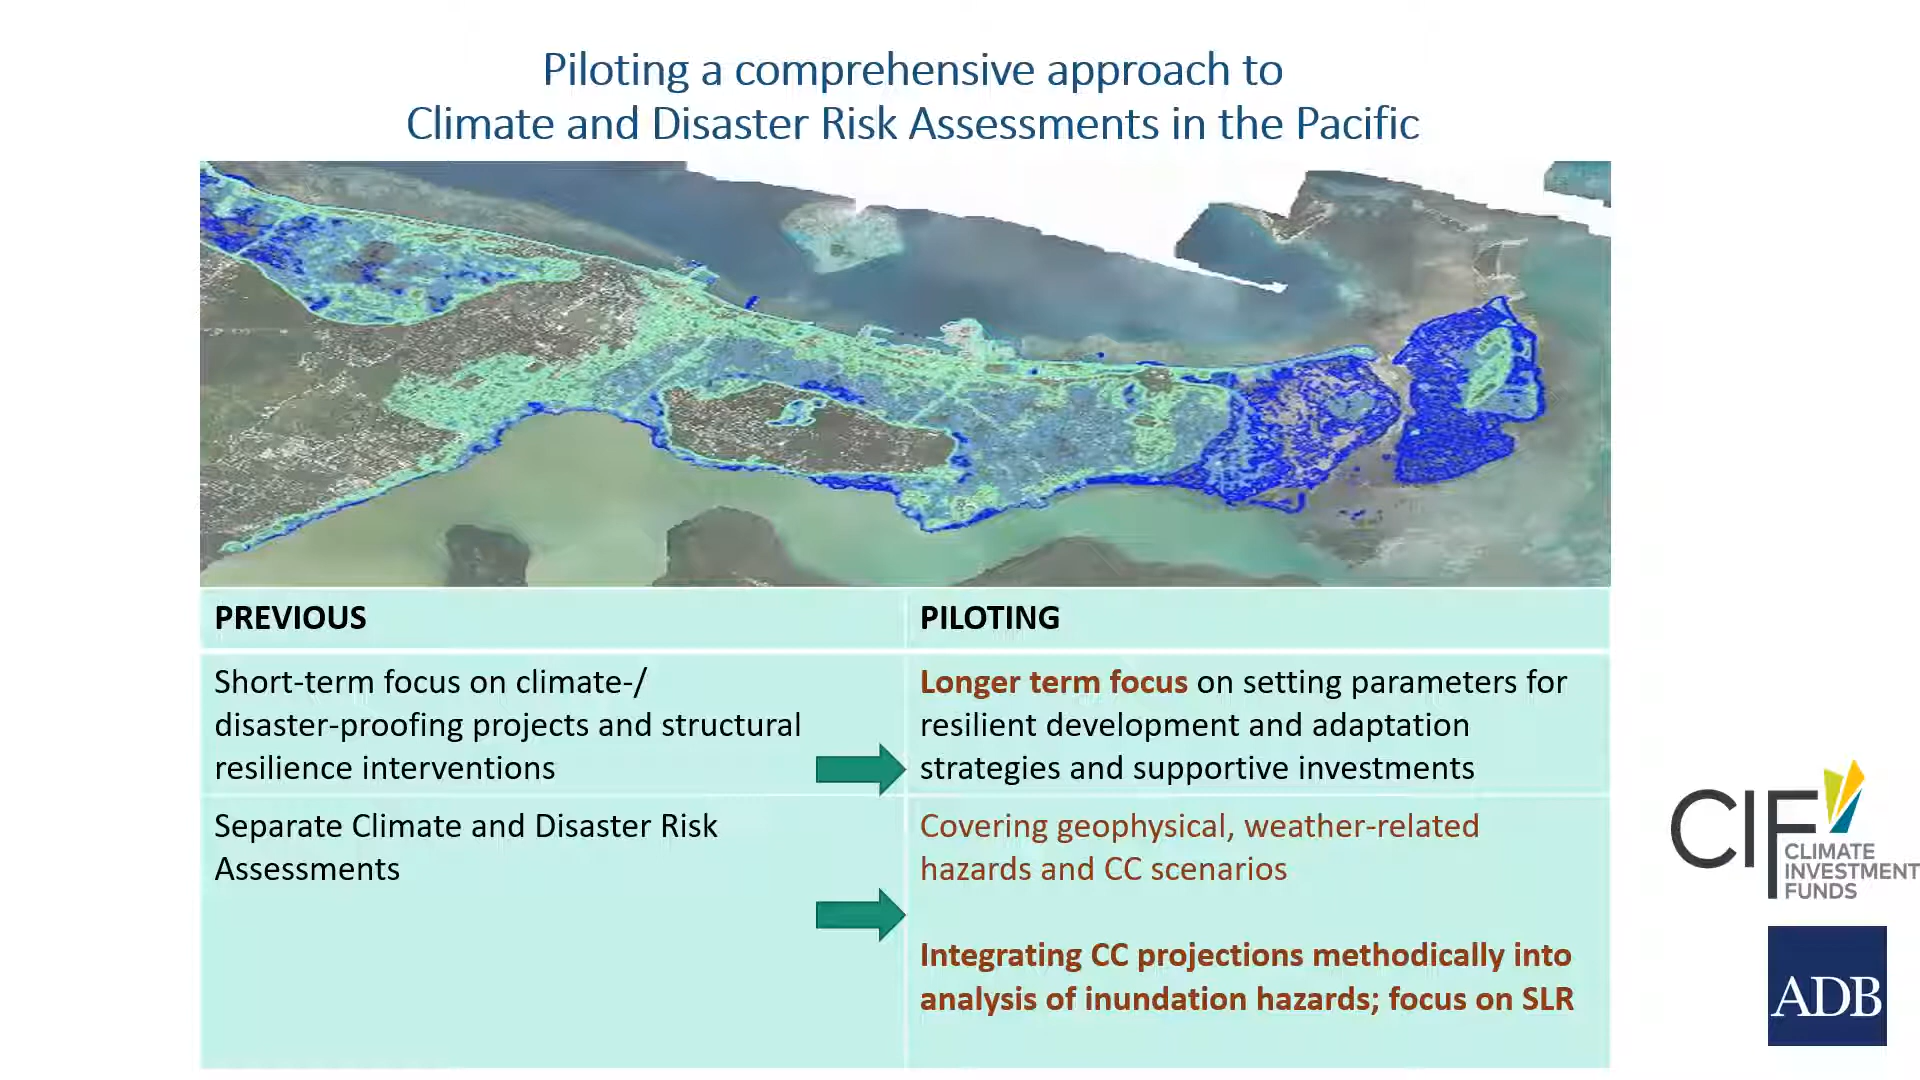 Piloting a comprehensive approach to
Climate and Disaster Risk Assessments in the Pacific
PREVIOUS
PILOTING
Short-term focus on climate-/
disaster-proofing projects and structural
resilience interventions
Longer term focus on setting parameters for
resilient development and adaptation
strategies and supportive investments
Separate Climate and Disaster Risk
Assessments
Covering geophysical, weather-related
hazards and CC scenarios
Integrating CC projections methodically into
analysis of inundation hazards; focus on SLR
CIF
CLIMATE
INVESTMENT
FUNDS
ADB